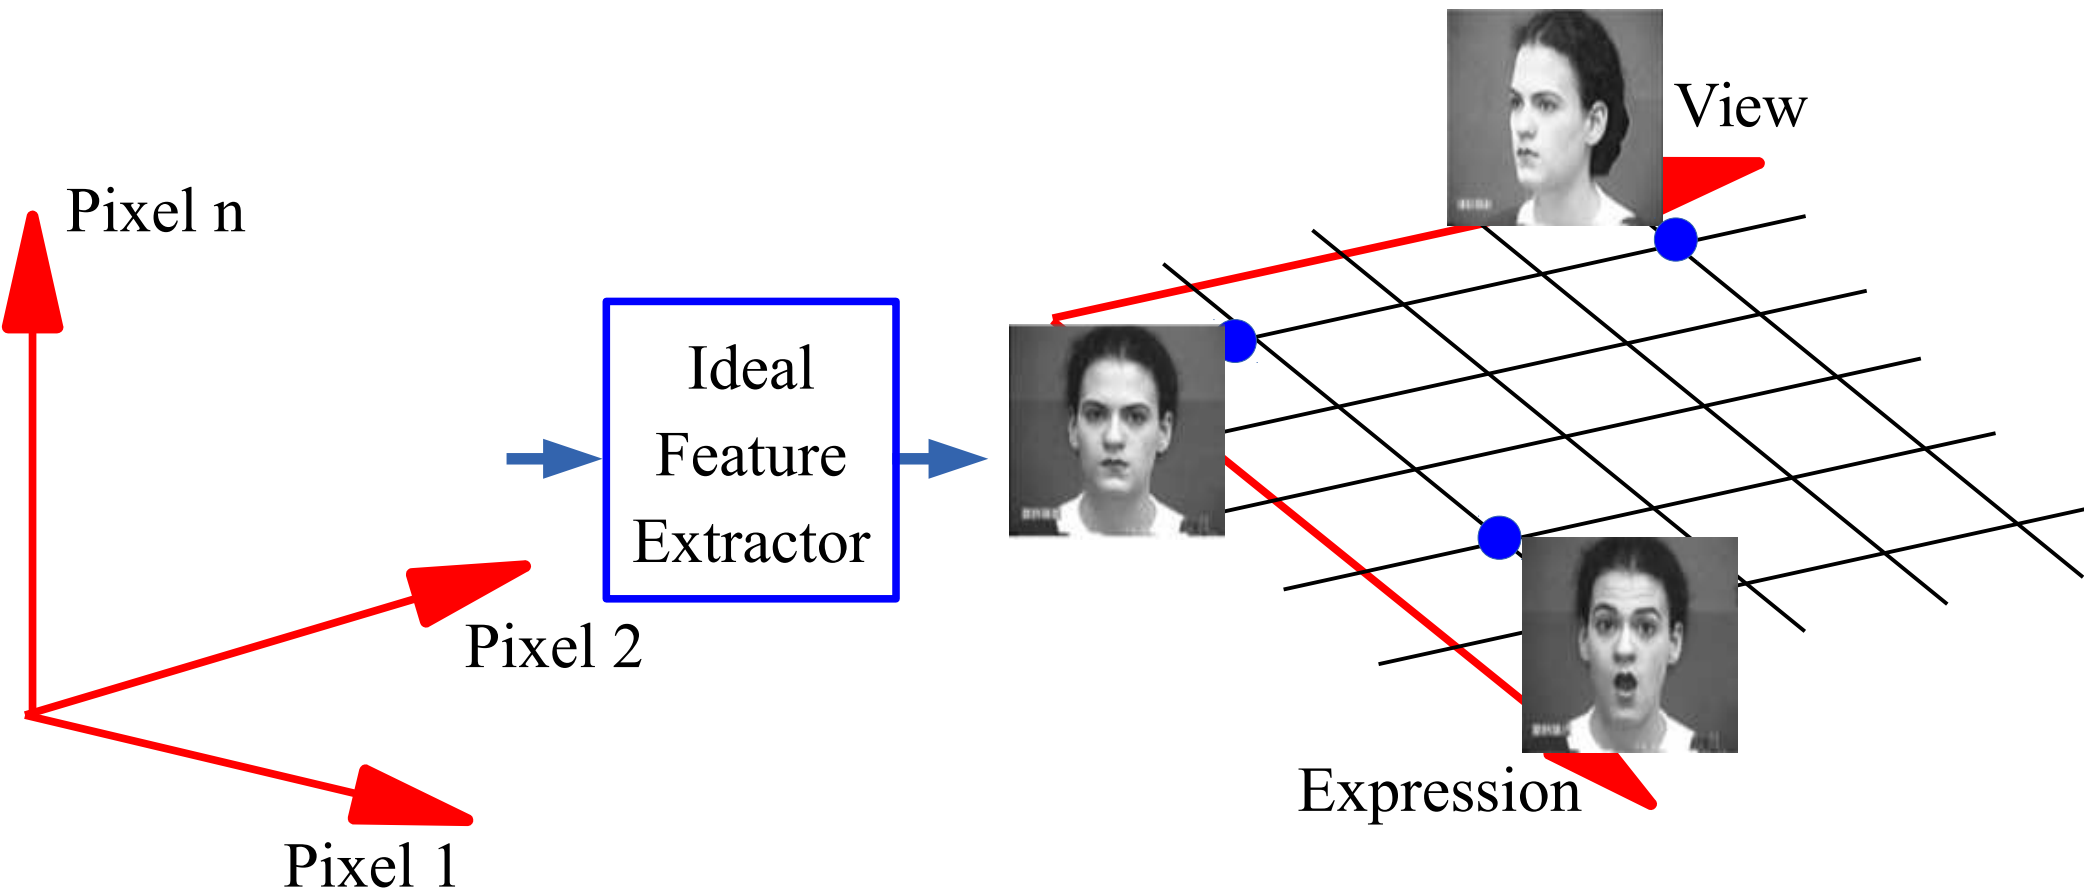 View
Pixel n
Ideal
Feature
Extractor
Pixel 2
Expression
Pixel 1